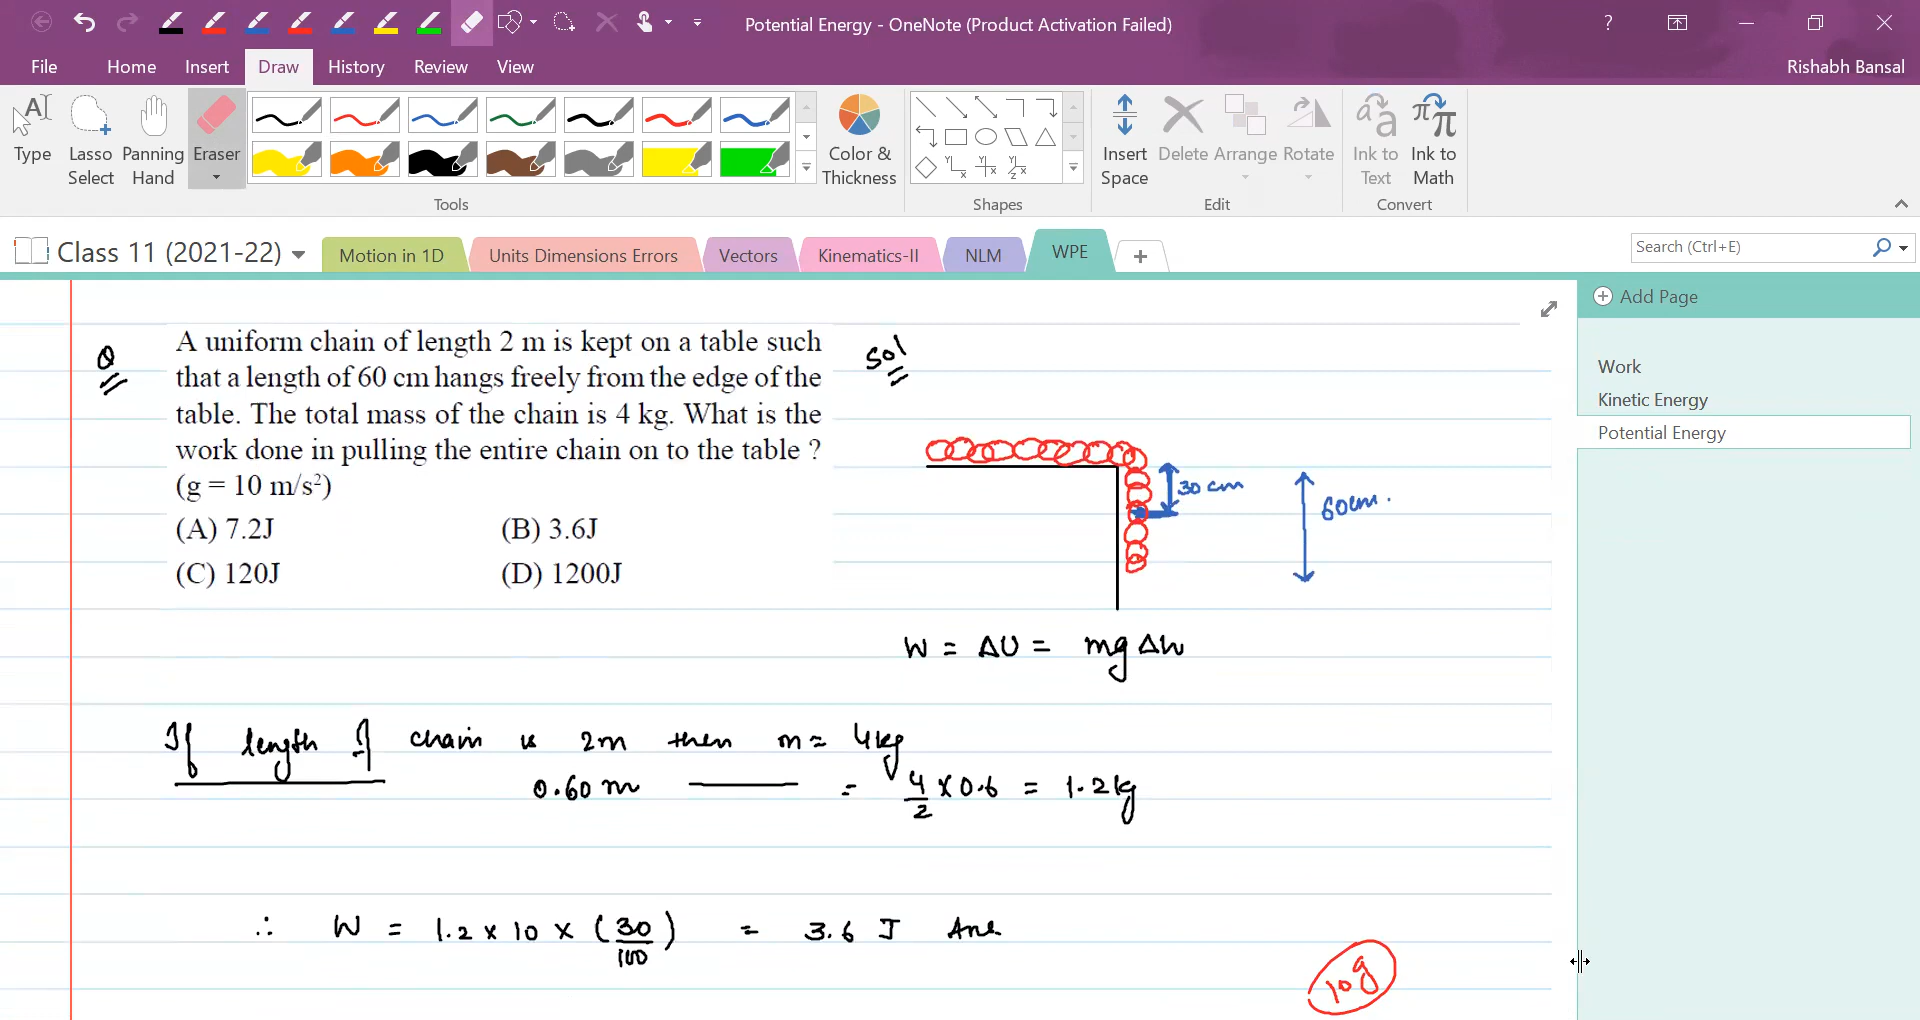 Potential Energy - OneNote (Product Activation Failed)
?
File Home Insert Draw History Review View
Rishabh Bansal
Type
Lasso Select
Panning Hand
Eraser
Color & Thickness
Insert Space
Delete
Arrange
Rotate
Ink to Text
Ink to Math
Tools
Shapes
Edit
Convert
Class 11 (2021-22)
Motion in 1D
Units Dimensions Errors
Vectors
Kinematics-II
NLM
WPE
+
Search (Ctrl+E)
Add Page
Work
Kinetic Energy
Potential Energy
Q
A uniform chain of length 2 m is kept on a table such
that a length of 60 cm hangs freely from the edge of the
table. The total mass of the chain is 4 kg. What is the
work done in pulling the entire chain on to the table ?
(g = 10 m/s²)
(A) 7.2J (B) 3.6J
(C) 120J (D) 1200J
Sol
30 cm
60cm.
W = ΔU = mgΔh
If length of chain is 2m then m = 4kg
0.60 m —— = 4/2 × 0.6 = 1.2kg
∴ W = 1.2 × 10 × (30/100) = 3.6 J Ans
10g